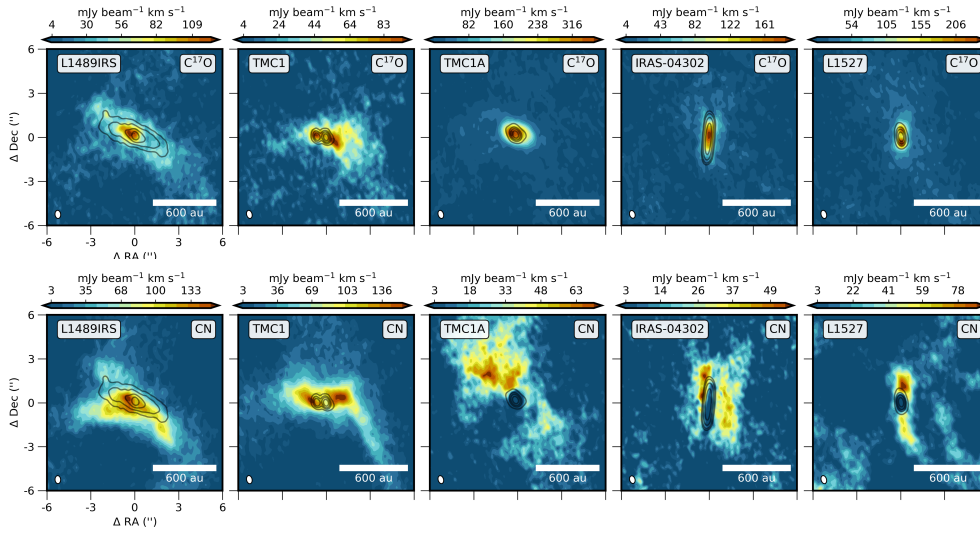 mJy beam⁻¹ km s⁻¹ mJy beam⁻¹ km s⁻¹ mJy beam⁻¹ km s⁻¹ mJy beam⁻¹ km s⁻¹ mJy beam⁻¹ km s⁻¹
4 30 56 82 109 4 24 44 64 83 82 160 238 316 4 43 82 122 161 54 105 155 206
6 L1489IRS C¹⁷O TMC1 C¹⁷O TMC1A C¹⁷O IRAS-04302 C¹⁷O L1527 C¹⁷O
3
Δ Dec ('')
0
-3
600 au 600 au 600 au 600 au 600 au
-6
-6 -3 0 3 6
Δ RA ('')
mJy beam⁻¹ km s⁻¹ mJy beam⁻¹ km s⁻¹ mJy beam⁻¹ km s⁻¹ mJy beam⁻¹ km s⁻¹ mJy beam⁻¹ km s⁻¹
3 35 68 100 133 3 36 69 103 136 3 18 33 48 63 3 14 26 37 49 3 22 41 59 78
6 L1489IRS CN TMC1 CN TMC1A CN IRAS-04302 CN L1527 CN
3
Δ Dec ('')
0
-3
600 au 600 au 600 au 600 au 600 au
-6
-6 -3 0 3 6
Δ RA ('')